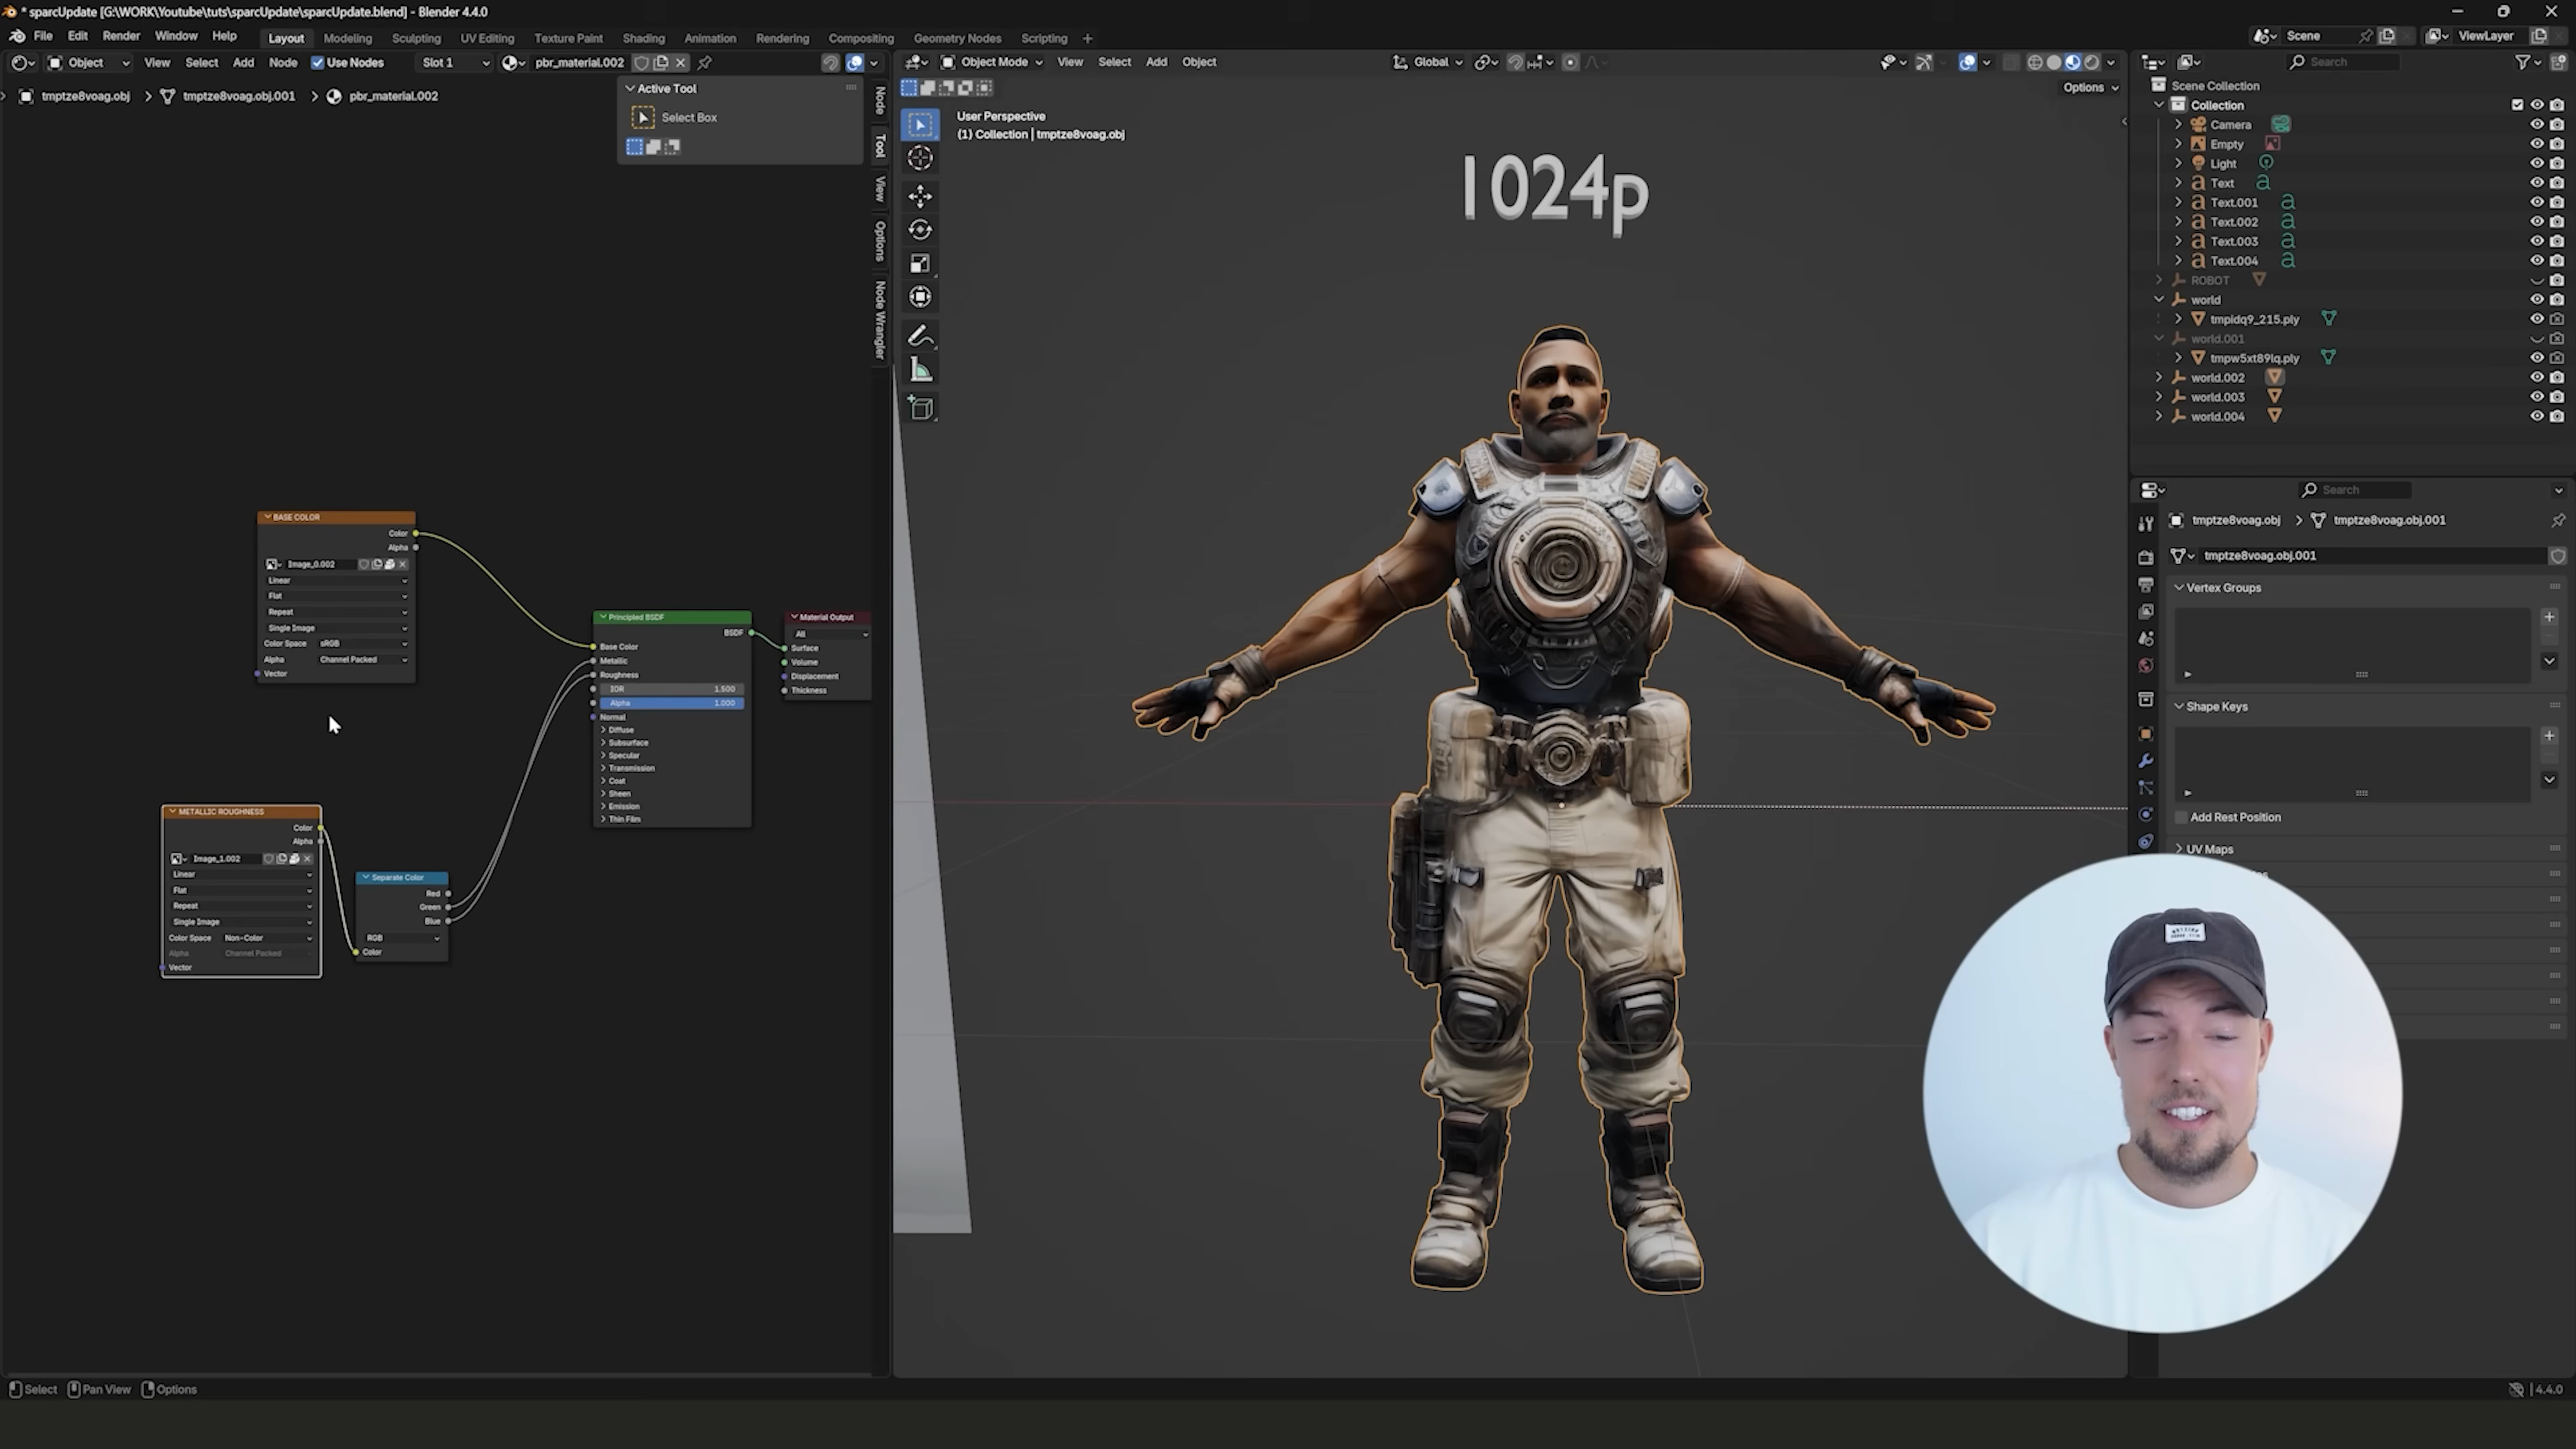 * sparcUpdate [G:\WORK\Youtube\tuts\sparcUpdate\sparcUpdate.blend] - Blender 4.4.0
File Edit Render Window Help
Layout Modeling Sculpting UV Editing Texture Paint Shading Animation Rendering Compositing Geometry Nodes Scripting +
Scene
ViewLayer
Object View Select Add Node Use Nodes Slot 1 pbr_material.002
tmptze8voag.obj > tmptze8voag.obj.001 > pbr_material.002
Active Tool
Select Box
Node
Tool
View
Options
Node Wrangler
BASE COLOR
Color
Alpha
Image_0.002
Linear
Flat
Repeat
Single Image
Color Space sRGB
Alpha Channel Packed
Vector
METALLIC ROUGHNESS
Color
Alpha
Image_1.002
Linear
Flat
Repeat
Single Image
Color Space Non-Color
Alpha Channel Packed
Vector
Separate Color
Red
Green
Blue
RGB
Color
Principled BSDF
BSDF
Base Color
Metallic
Roughness
IOR 1.500
Alpha 1.000
Normal
Diffuse
Subsurface
Specular
Transmission
Coat
Sheen
Emission
Thin Film
Material Output
All
Surface
Volume
Displacement
Thickness
Object Mode View Select Add Object Global
Options
User Perspective
(1) Collection | tmptze8voag.obj
1024p
Search
Scene Collection
Collection
Camera
Empty
Light
Text
Text.001
Text.002
Text.003
Text.004
ROBOT
world
tmpidq9_215.ply
world.001
tmpw5xt89lq.ply
world.002
world.003
world.004
Search
tmptze8voag.obj > tmptze8voag.obj.001
tmptze8voag.obj.001
Vertex Groups
Shape Keys
Add Rest Position
UV Maps
Select Pan View Options
4.4.0